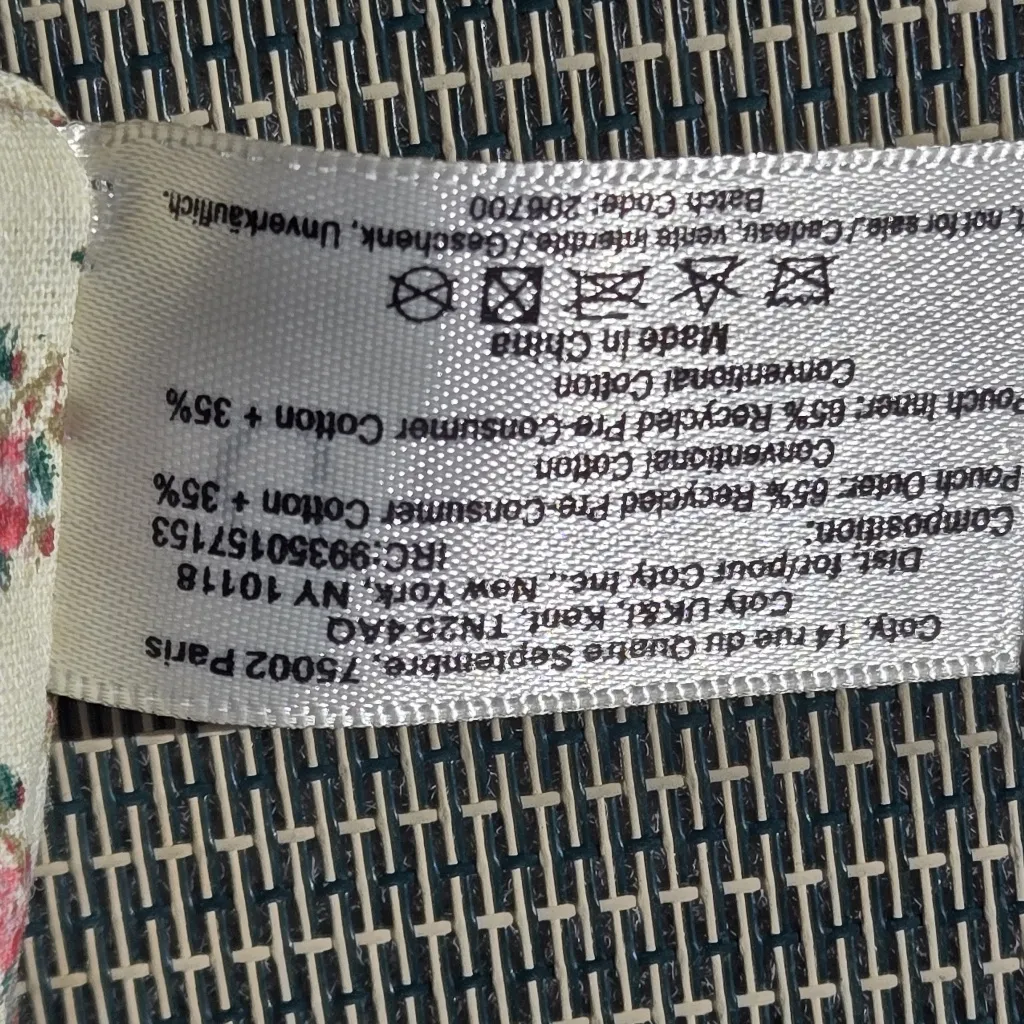 Coty, 14 rue du Quatre Septembre, 75002 Paris
Coty UK&I, Kent, TN25 4AQ
Dist. for/pour Coty Inc., New York, NY 10118
IRC:99350157153
Composition:
Pouch Outer: 65% Recycled Pre-Consumer Cotton + 35%
Conventional Cotton
Pouch Inner: 65% Recycled Pre-Consumer Cotton + 35%
Conventional Cotton
Made in China
not for sale / Cadeau, vente interdite, / Geschenk, Unverkäuflich.
Batch Code: 206700